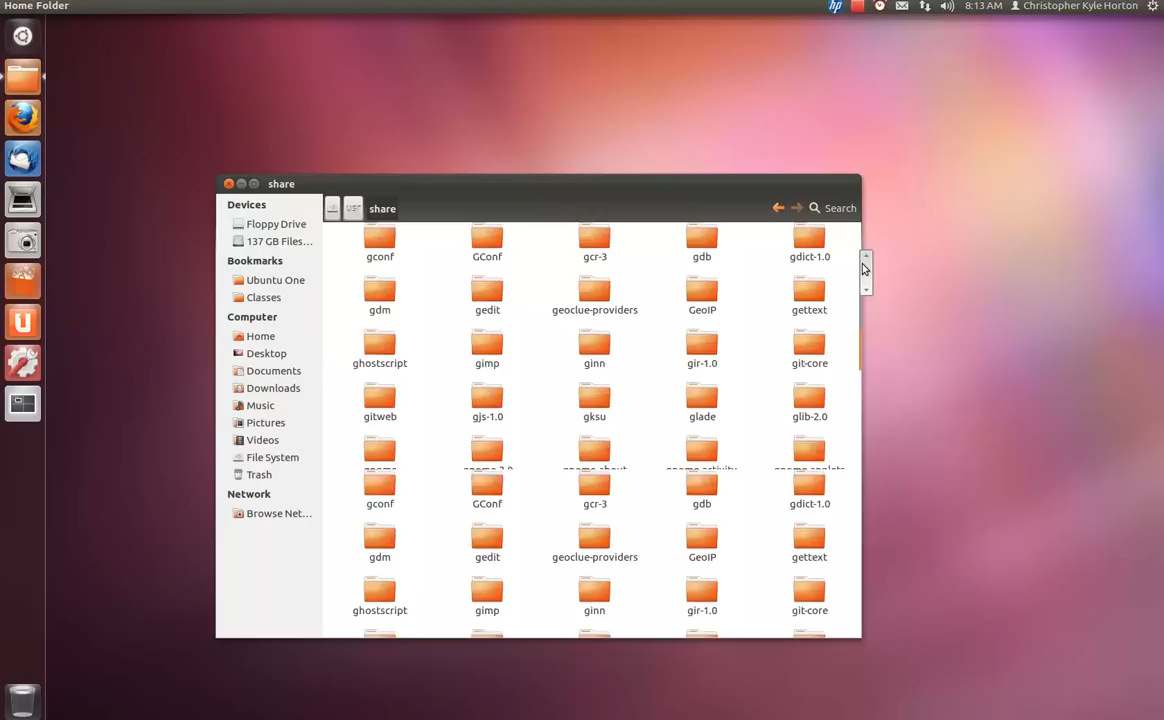 Home Folder
hp
8:13 AM
Christopher Kyle Horton
share
Devices
Floppy Drive
137 GB Files...
Bookmarks
Ubuntu One
Classes
Computer
Home
Desktop
Documents
Downloads
Music
Pictures
Videos
File System
Trash
Network
Browse Net...
usr
share
Search
gconf GConf gcr-3 gdb gdict-1.0
gdm gedit geoclue-providers GeoIP gettext
ghostscript gimp ginn gir-1.0 git-core
gitweb gjs-1.0 gksu glade glib-2.0
gconf GConf gcr-3 gdb gdict-1.0
gdm gedit geoclue-providers GeoIP gettext
ghostscript gimp ginn gir-1.0 git-core